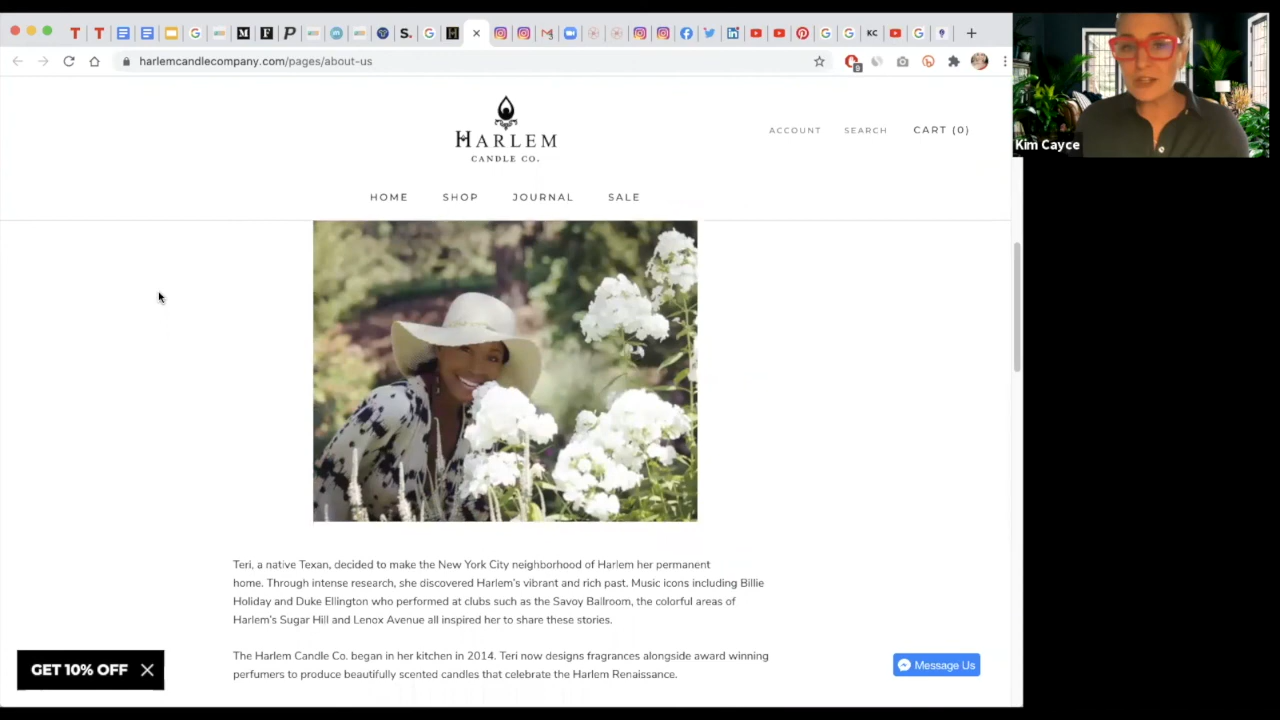 harlemcandlecompany.com/pages/about-us
9
HARLEM
CANDLE CO.
ACCOUNT SEARCH CART (0)
Kim Cayce
HOME SHOP JOURNAL SALE
Teri, a native Texan, decided to make the New York City neighborhood of Harlem her permanent
home. Through intense research, she discovered Harlem's vibrant and rich past. Music icons including Billie
Holiday and Duke Ellington who performed at clubs such as the Savoy Ballroom, the colorful areas of
Harlem's Sugar Hill and Lenox Avenue all inspired her to share these stories.
The Harlem Candle Co. began in her kitchen in 2014. Teri now designs fragrances alongside award winning
perfumers to produce beautifully scented candles that celebrate the Harlem Renaissance.
GET 10% OFF
Message Us